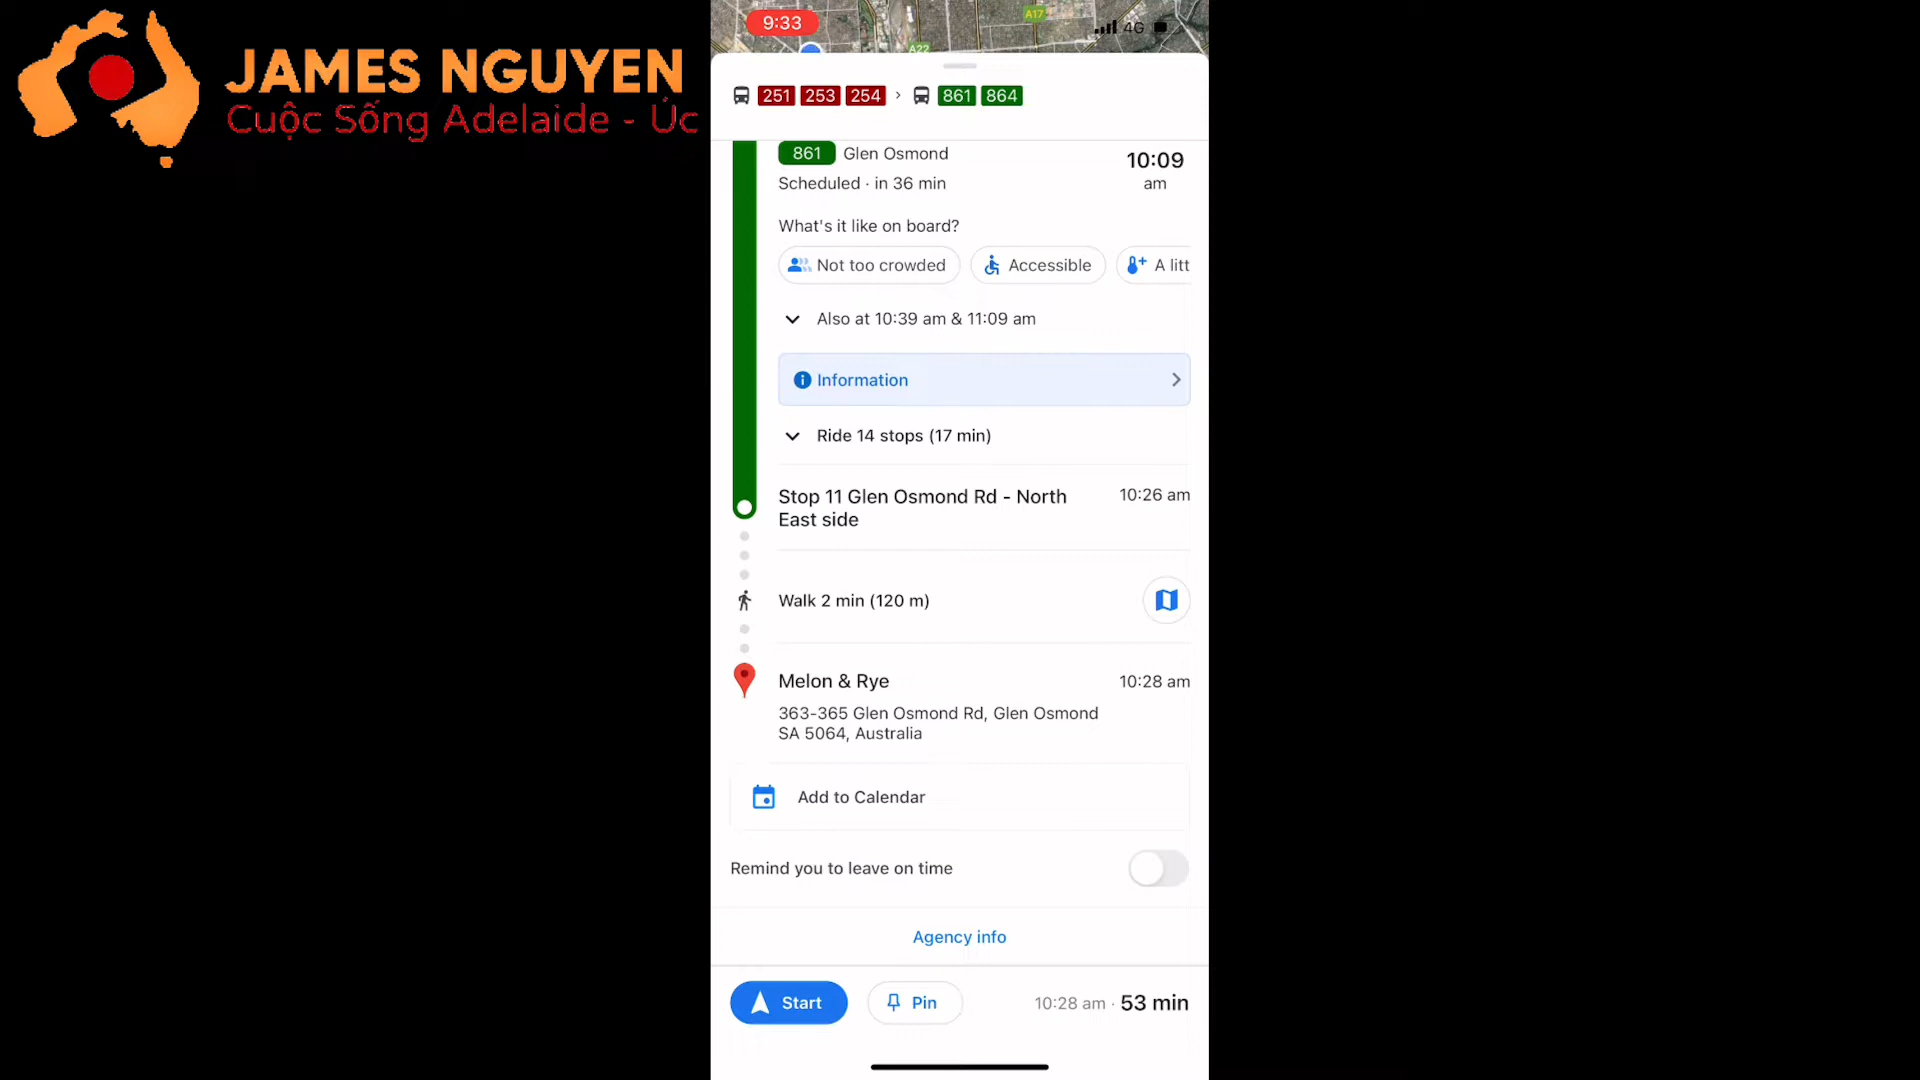 JAMES NGUYEN
Cuộc Sống Adelaide - Úc
9:33
A17
4G
A22
251 253 254 › 861 864
861 Glen Osmond
10:09
am
Scheduled · in 36 min
What's it like on board?
Not too crowded
Accessible
A litt
Also at 10:39 am & 11:09 am
Information
Ride 14 stops (17 min)
Stop 11 Glen Osmond Rd - North
East side
10:26 am
Walk 2 min (120 m)
Melon & Rye
10:28 am
363-365 Glen Osmond Rd, Glen Osmond
SA 5064, Australia
Add to Calendar
Remind you to leave on time
Agency info
Start
Pin
10:28 am · 53 min